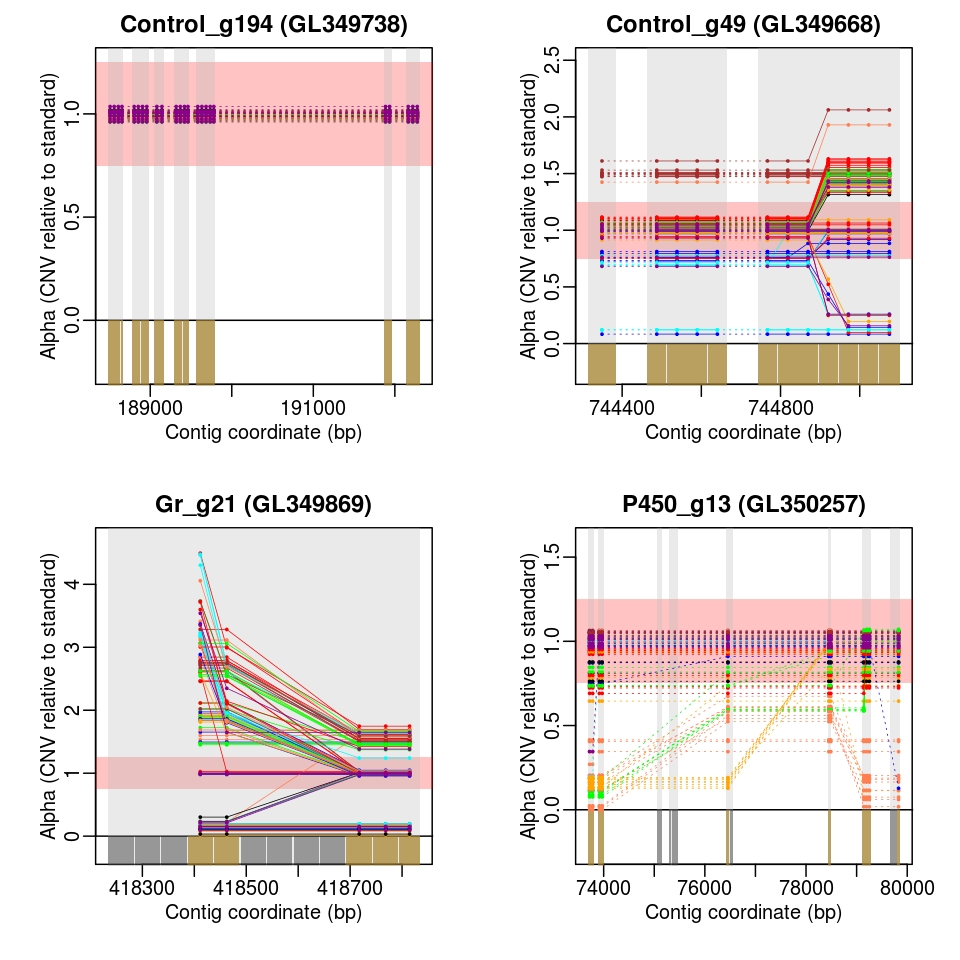 Control_g194 (GL349738)
Alpha (CNV relative to standard)
0.0 0.5 1.0
189000 191000
Contig coordinate (bp)
Control_g49 (GL349668)
Alpha (CNV relative to standard)
0.0 0.5 1.0 1.5 2.0 2.5
744400 744800
Contig coordinate (bp)
Gr_g21 (GL349869)
Alpha (CNV relative to standard)
0 1 2 3 4
418300 418500 418700
Contig coordinate (bp)
P450_g13 (GL350257)
Alpha (CNV relative to standard)
0.0 0.5 1.0 1.5
74000 76000 78000 80000
Contig coordinate (bp)